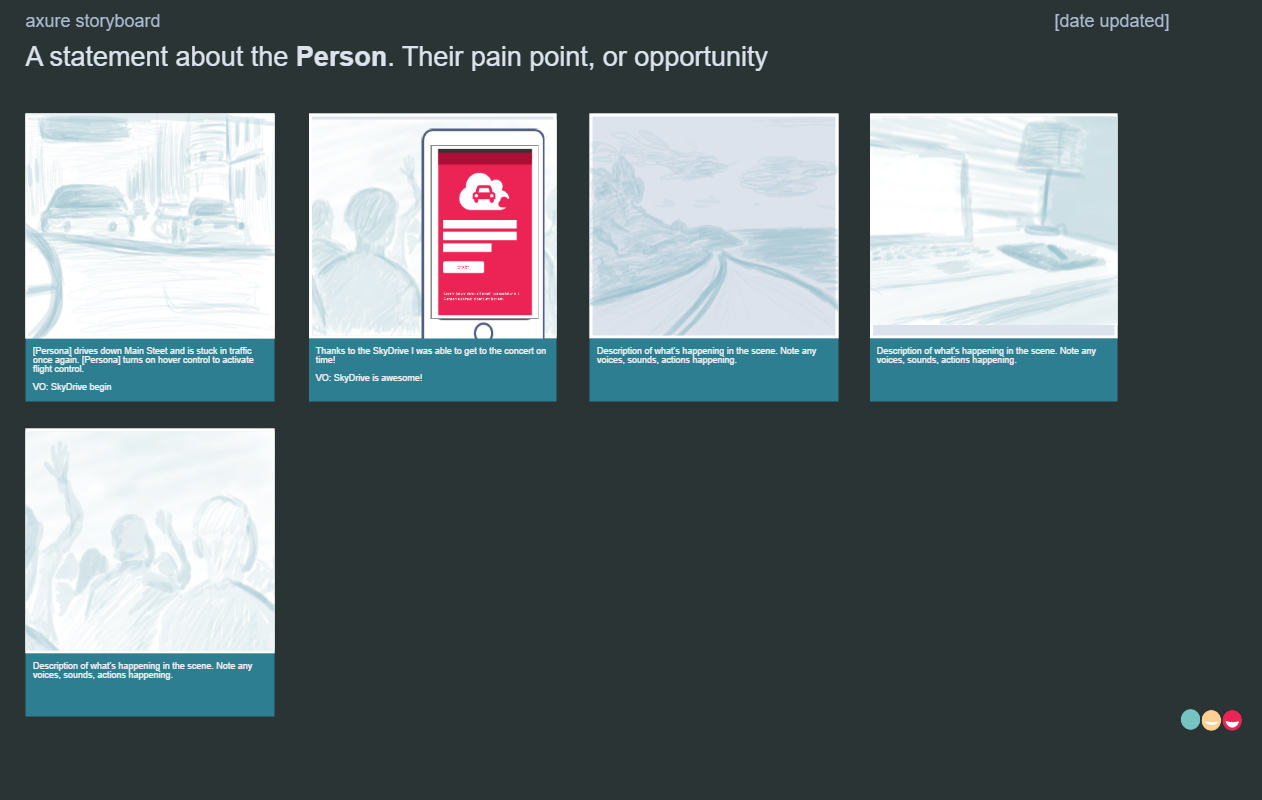 axure storyboard
[date updated]
A statement about the Person. Their pain point, or opportunity
[Persona] drives down Main Steet and is stuck in traffic
once again. [Persona] turns on hover control to activate
flight control.
VO: SkyDrive begin
START
Thanks to the SkyDrive I was able to get to the concert on
time!
VO: SkyDrive is awesome!
Description of what's happening in the scene. Note any
voices, sounds, actions happening.
Description of what's happening in the scene. Note any
voices, sounds, actions happening.
Description of what's happening in the scene. Note any
voices, sounds, actions happening.